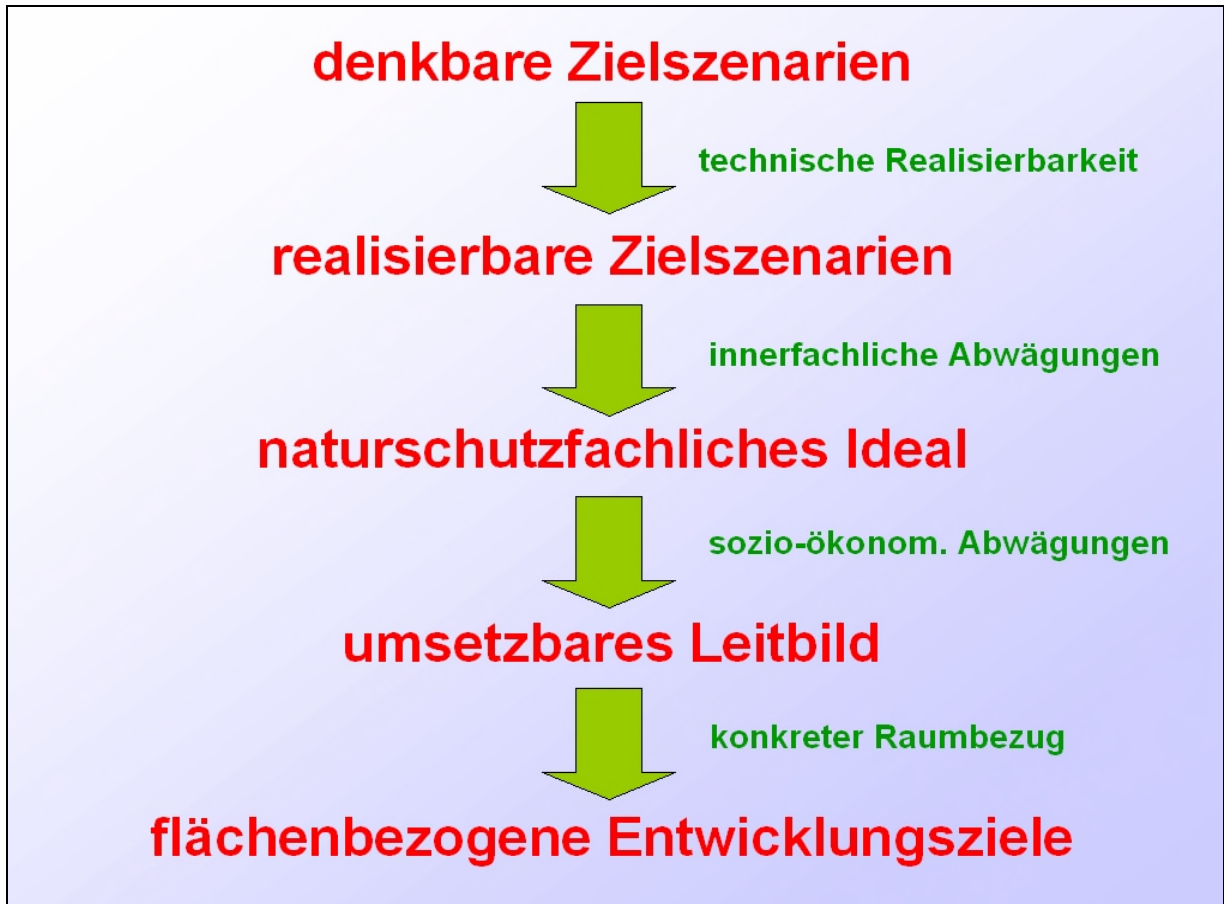 denkbare Zielszenarien
technische Realisierbarkeit
realisierbare Zielszenarien
innerfachliche Abwägungen
naturschutzfachliches Ideal
sozio-ökonom. Abwägungen
umsetzbares Leitbild
konkreter Raumbezug
flächenbezogene Entwicklungsziele